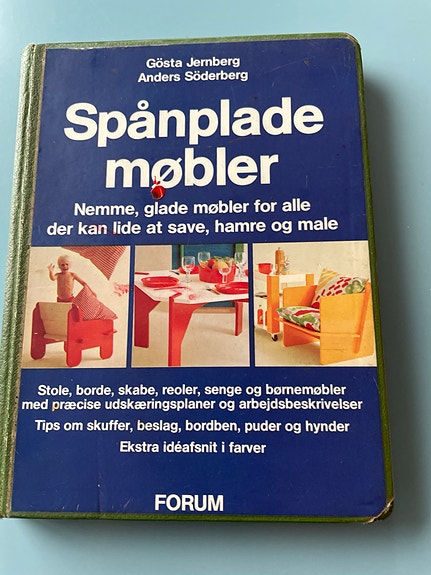 Gösta Jernberg
Anders Söderberg
Spånplade
møbler
Nemme, glade møbler for alle
der kan lide at save, hamre og male
Stole, borde, skabe, reoler, senge og børnemøbler
med præcise udskæringsplaner og arbejdsbeskrivelser
Tips om skuffer, beslag, bordben, puder og hynder
Ekstra idéafsnit i farver
FORUM